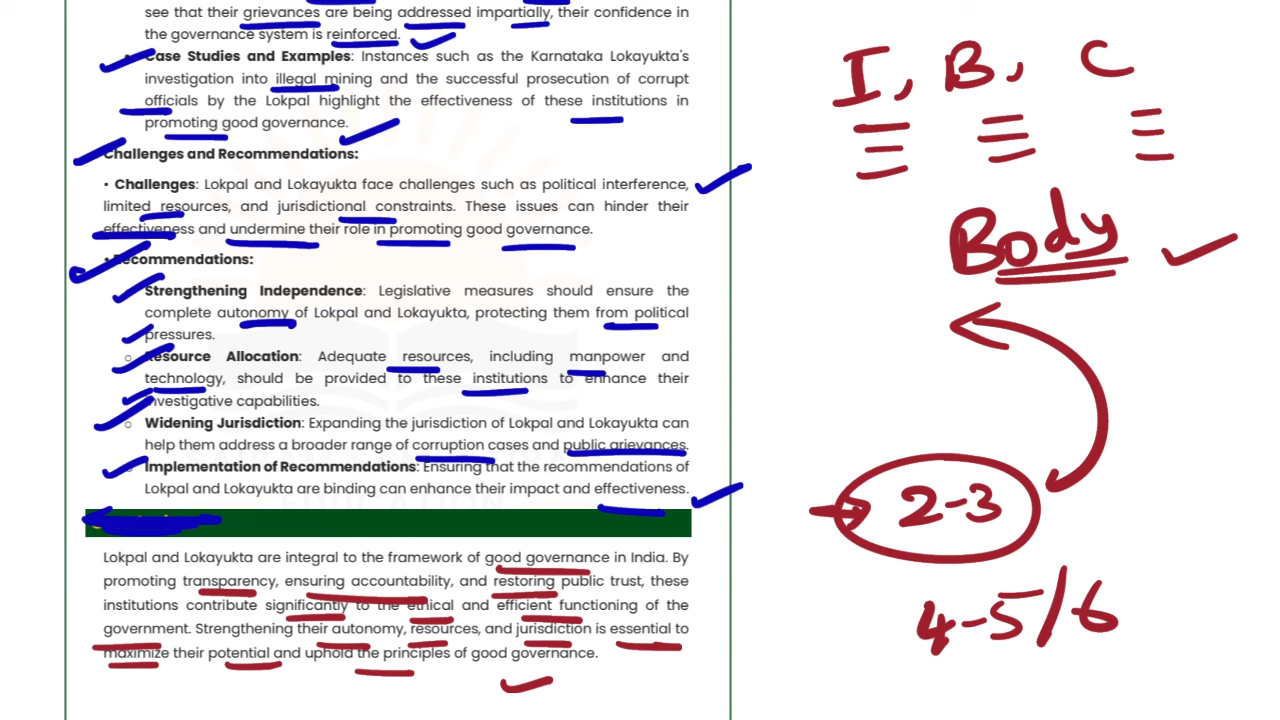 see that their grievances are being addressed impartially, their confidence in
the governance system is reinforced.
Case Studies and Examples: Instances such as the Karnataka Lokayukta's
investigation into illegal mining and the successful prosecution of corrupt
officials by the Lokpal highlight the effectiveness of these institutions in
promoting good governance.
Challenges and Recommendations:
• Challenges: Lokpal and Lokayukta face challenges such as political interference,
limited resources, and jurisdictional constraints. These issues can hinder their
effectiveness and undermine their role in promoting good governance.
• Recommendations:
Strengthening Independence: Legislative measures should ensure the
complete autonomy of Lokpal and Lokayukta, protecting them from political
pressures.
Resource Allocation: Adequate resources, including manpower and
technology, should be provided to these institutions to enhance their
investigative capabilities.
Widening Jurisdiction: Expanding the jurisdiction of Lokpal and Lokayukta can
help them address a broader range of corruption cases and public grievances.
Implementation of Recommendations: Ensuring that the recommendations of
Lokpal and Lokayukta are binding can enhance their impact and effectiveness.
Lokpal and Lokayukta are integral to the framework of good governance in India. By
promoting transparency, ensuring accountability, and restoring public trust, these
institutions contribute significantly to the ethical and efficient functioning of the
government. Strengthening their autonomy, resources, and jurisdiction is essential to
maximize their potential and uphold the principles of good governance.
I, B, C
Body
2-3
4-5/6